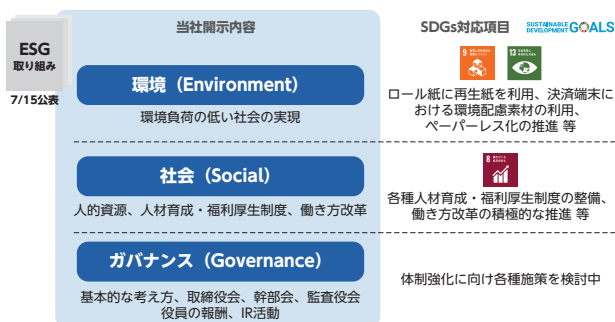 当社開示内容
SDGs対応項目
SUSTAINABLE DEVELOPMENT GOALS
ESG
取り組み
7/15公表
環境（Environment）
環境負荷の低い社会の実現
9
13
ロール紙に再生紙を利用、決済端末に
おける環境配慮素材の利用、
ペーパーレス化の推進 等
社会（Social）
人的資源、人材育成・福利厚生制度、働き方改革
8
各種人材育成・福利厚生制度の整備、
働き方改革の積極的な推進 等
ガバナンス（Governance）
基本的な考え方、取締役会、幹部会、監査役会
役員の報酬、IR活動
体制強化に向け各種施策を検討中